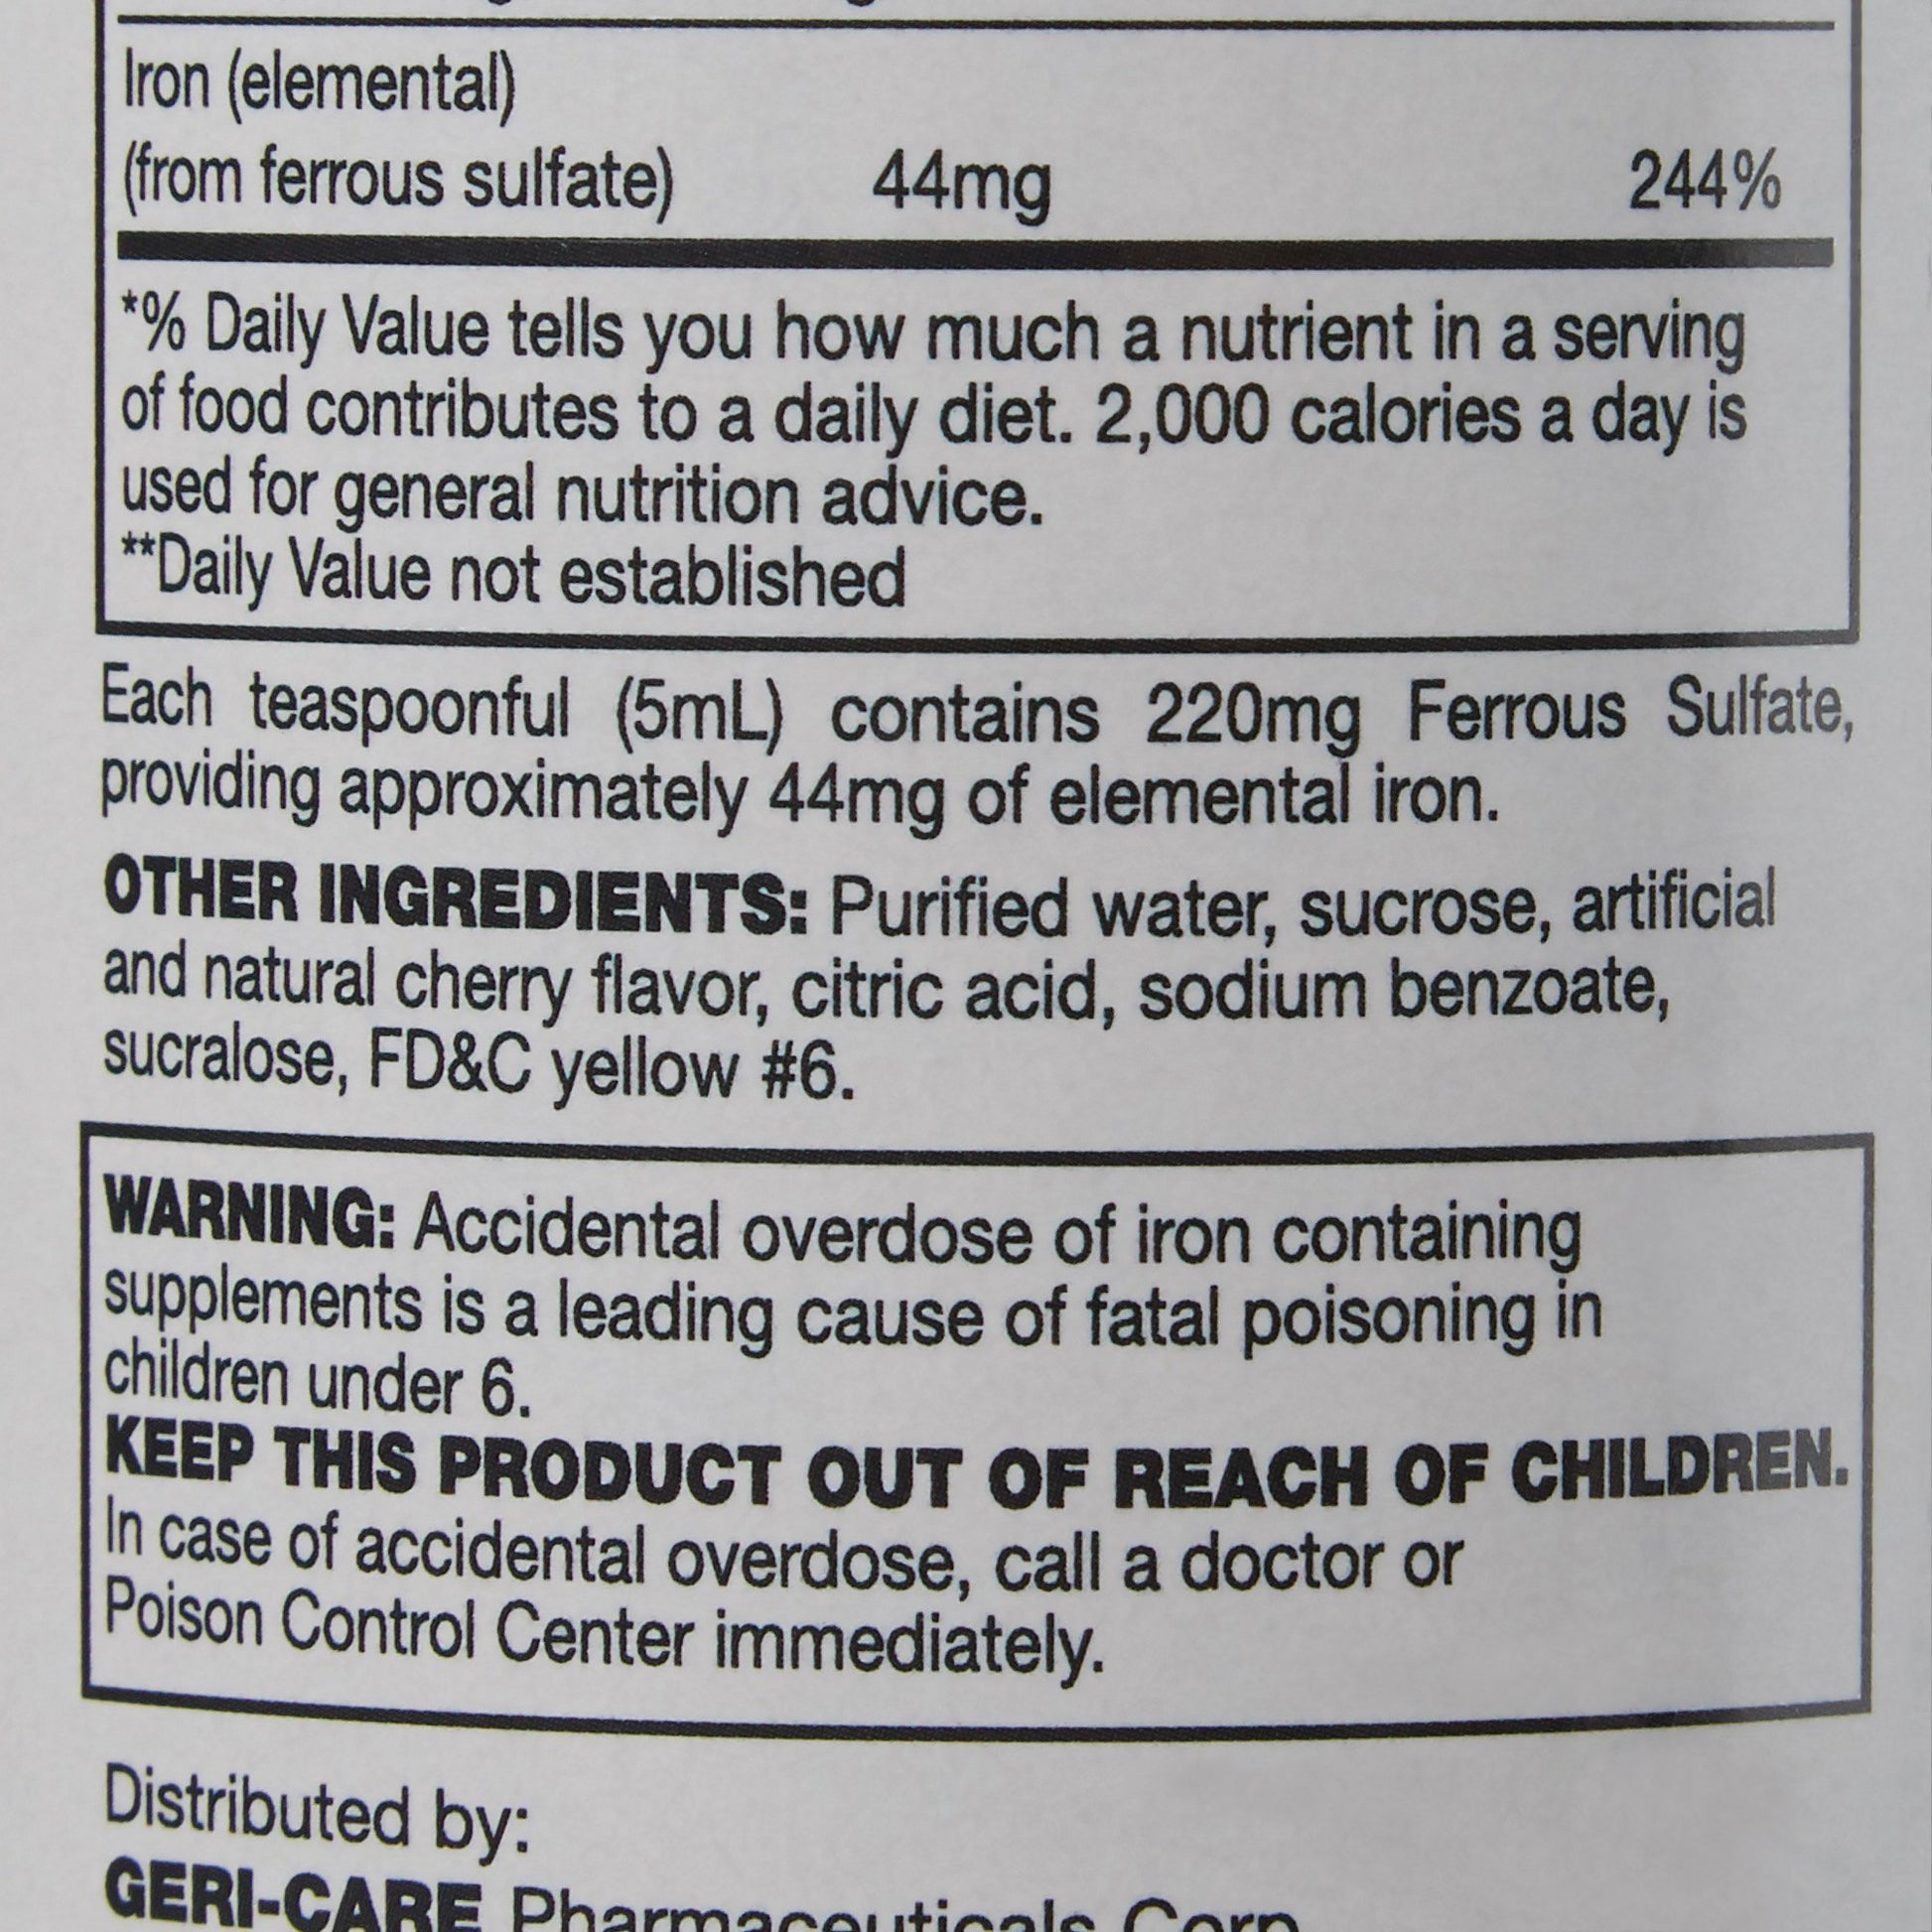 Iron (elemental)
(from ferrous sulfate) 44mg 244%
*% Daily Value tells you how much a nutrient in a serving
of food contributes to a daily diet. 2,000 calories a day is
used for general nutrition advice.
**Daily Value not established
Each teaspoonful (5mL) contains 220mg Ferrous Sulfate,
providing approximately 44mg of elemental iron.
OTHER INGREDIENTS: Purified water, sucrose, artificial
and natural cherry flavor, citric acid, sodium benzoate,
sucralose, FD&C yellow #6.
WARNING: Accidental overdose of iron containing
supplements is a leading cause of fatal poisoning in
children under 6.
KEEP THIS PRODUCT OUT OF REACH OF CHILDREN.
In case of accidental overdose, call a doctor or
Poison Control Center immediately.
Distributed by:
GERI-CARE Pharmaceuticals Corp